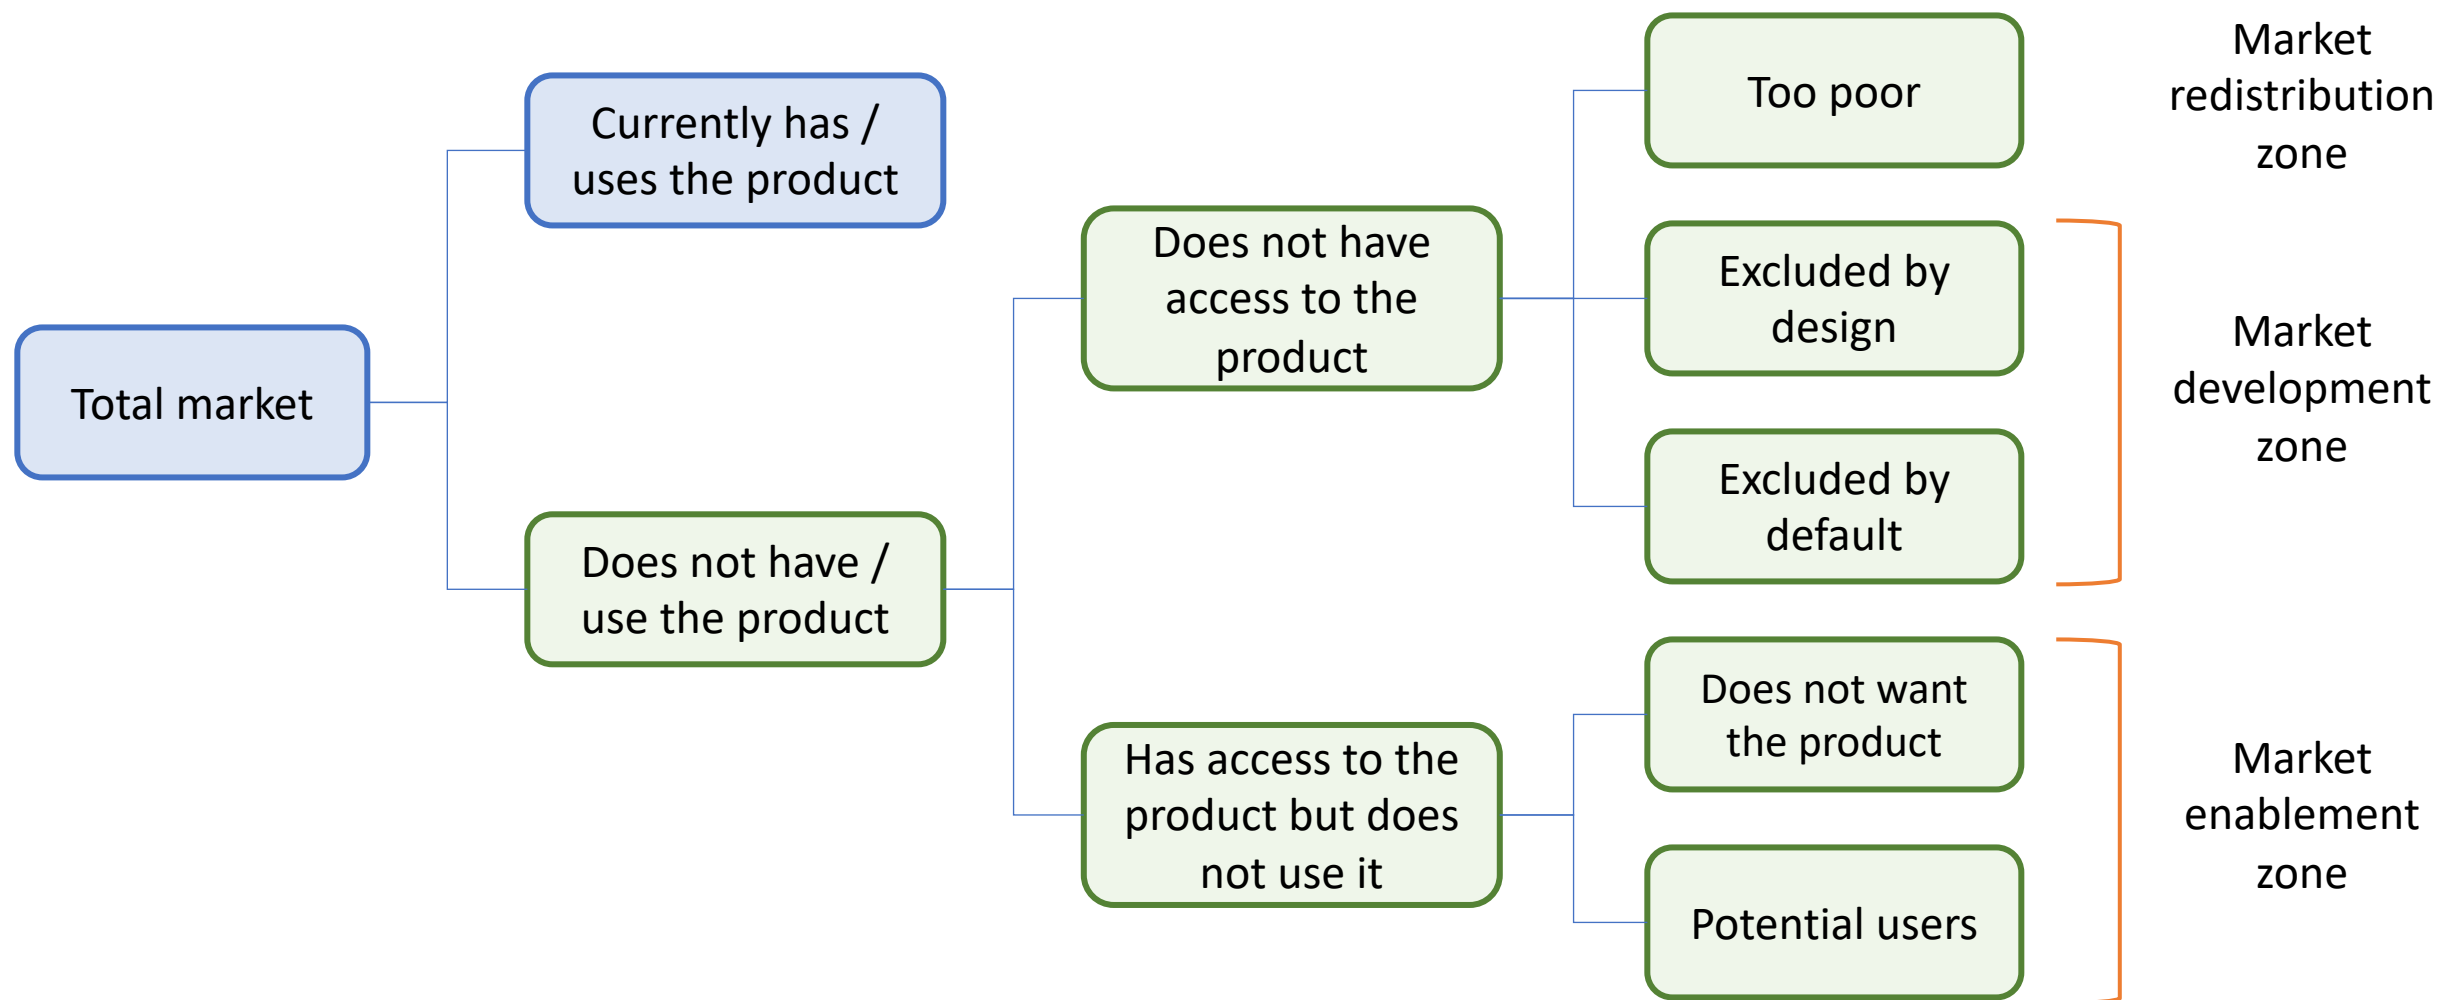 Total market
Currently has /
uses the product
Does not have /
use the product
Does not have
access to the
product
Has access to the
product but does
not use it
Too poor
Excluded by
design
Excluded by
default
Does not want
the product
Potential users
Market
redistribution
zone
Market
development
zone
Market
enablement
zone